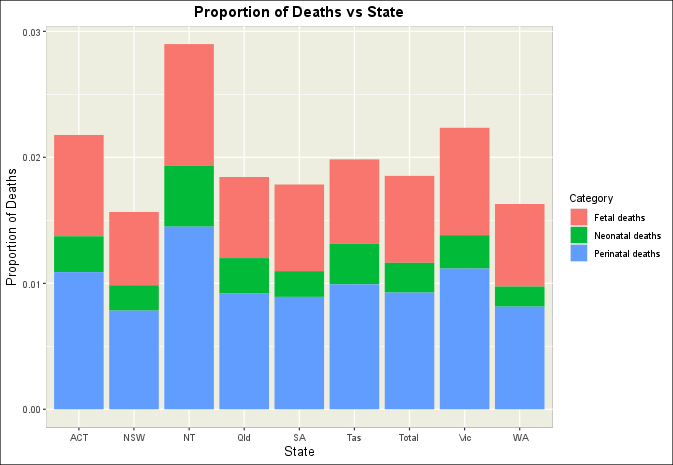 Proportion of Deaths vs State
0.03
0.02
0.01
0.00
Proportion of Deaths
ACT NSW NT Qld SA Tas Total Vic WA
State
Category
Fetal deaths
Neonatal deaths
Perinatal deaths